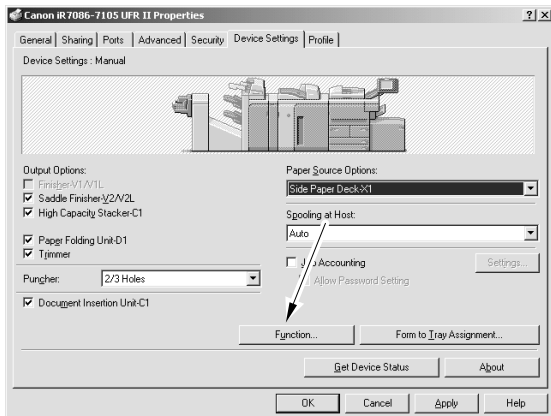 Canon iR7086-7105 UFR II Properties
General Sharing Ports Advanced Security Device Settings Profile
Device Settings : Manual
Output Options:
Finisher-V1/V1L
Saddle Finisher-V2/V2L
High Capacity Stacker-C1
Paper Folding Unit-D1
Trimmer
Puncher: 2/3 Holes
Document Insertion Unit-C1
Paper Source Options:
Side Paper Deck-X1
Spooling at Host:
Auto
Job Accounting Settings...
Allow Password Setting
Function... Form to Tray Assignment...
Get Device Status About
OK Cancel Apply Help